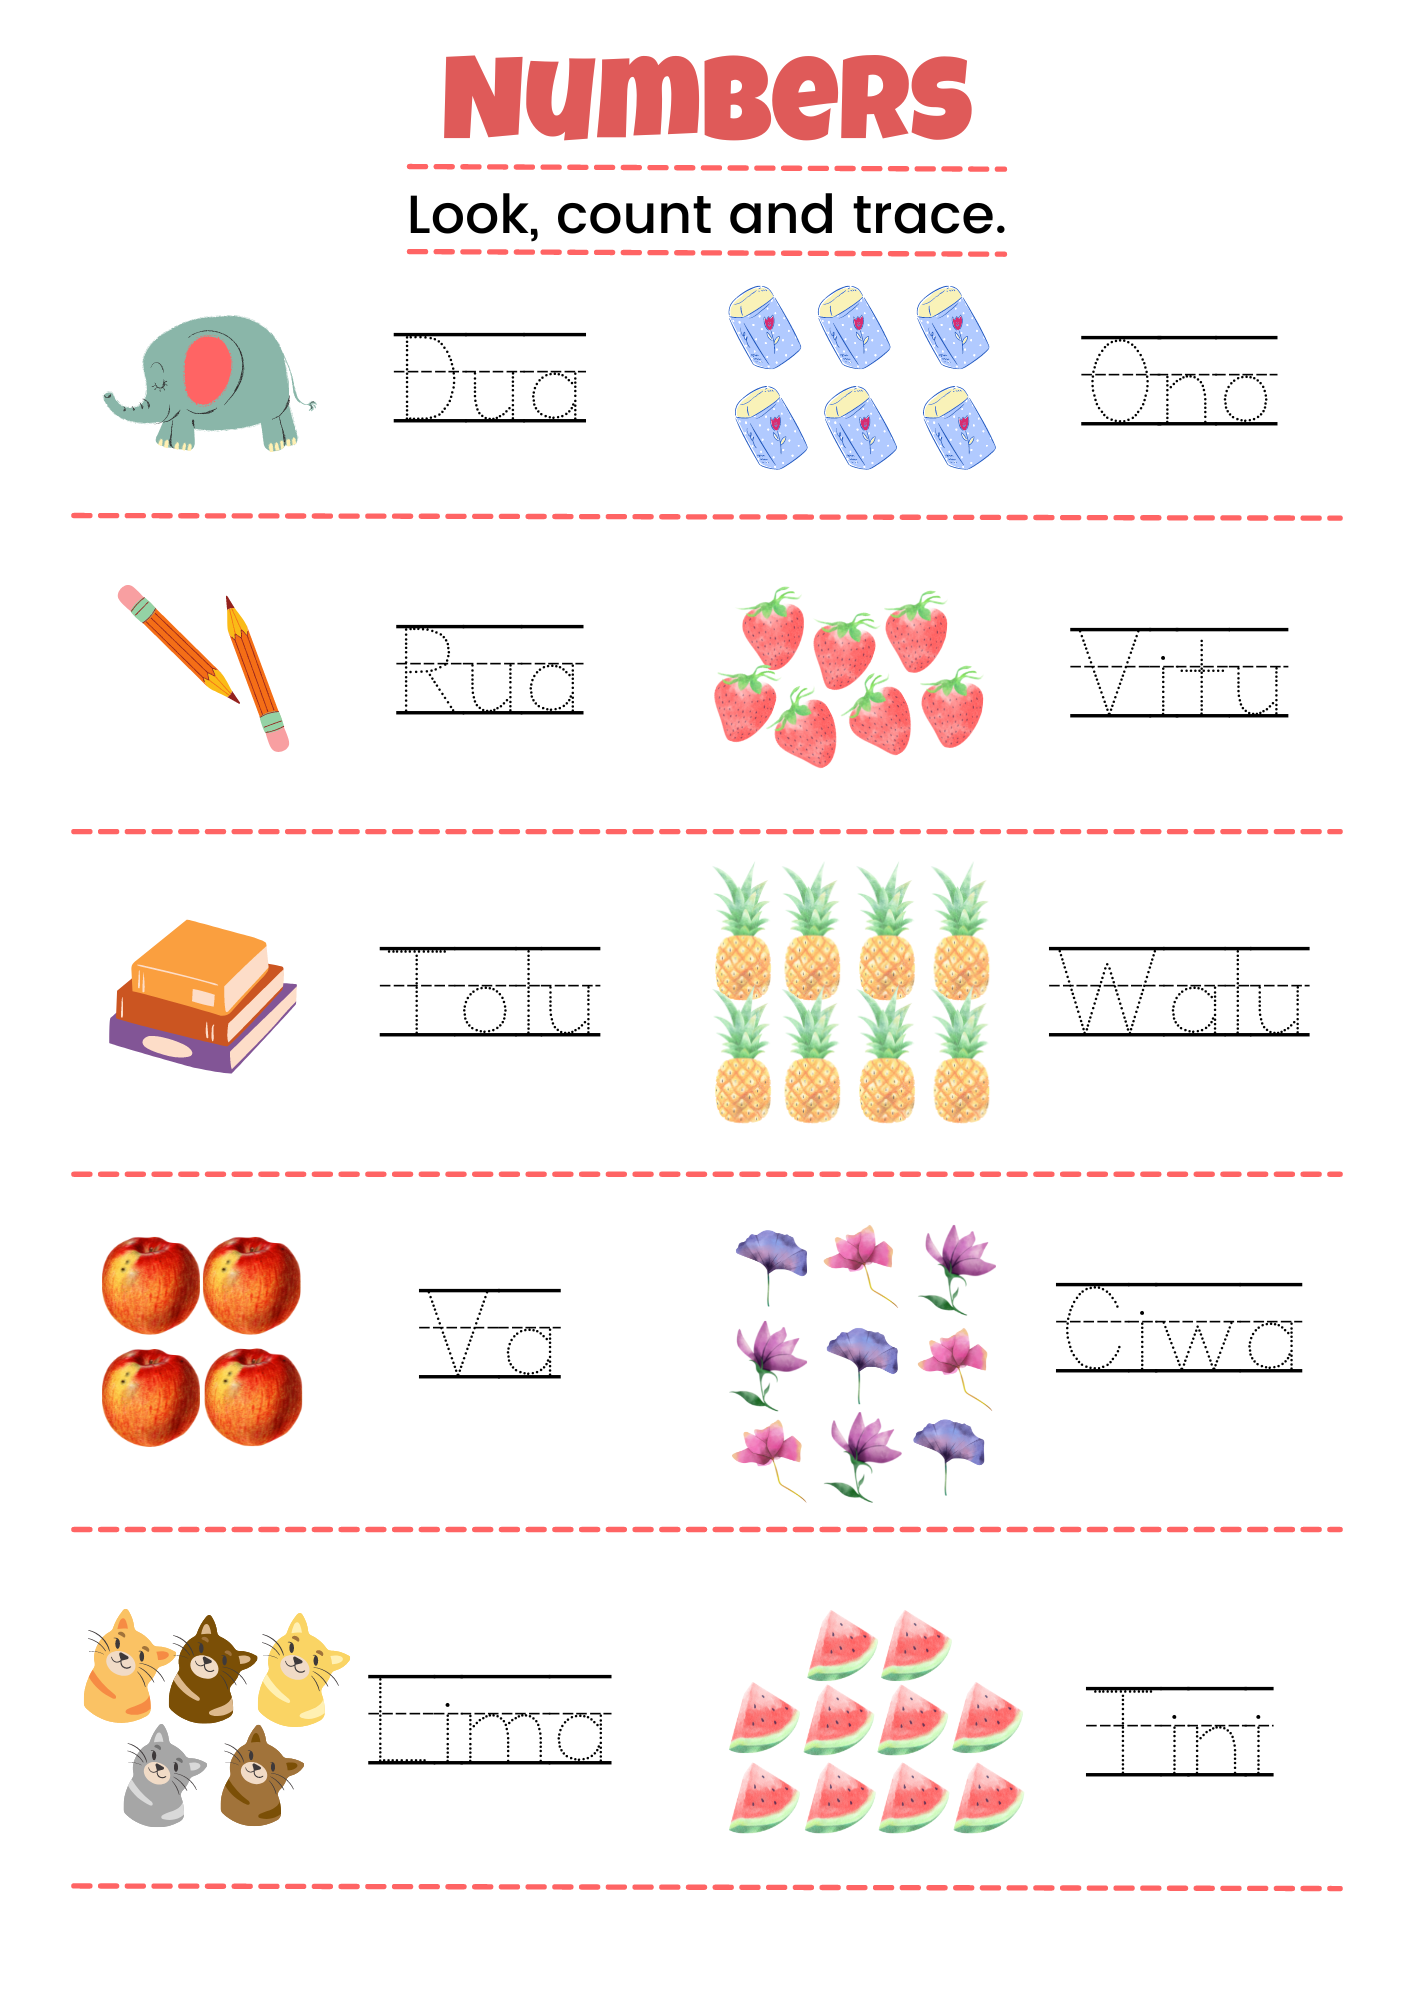 NumBeRS
Look, count and trace.
Dua
Ono
Rua
Vitu
Tolu
Walu
Va
Ciwa
Lima
Tini